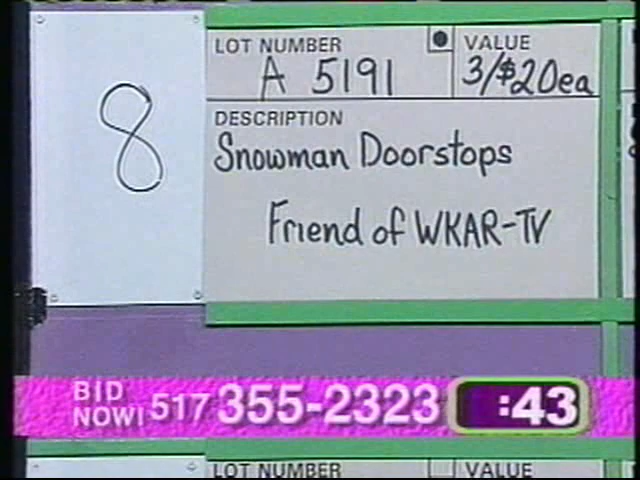 8
LOT NUMBER
A 5191
VALUE
3/$20ea
DESCRIPTION
Snowman Doorstops
Friend of WKAR-TV
BID NOW! 517 355-2323 :43
LOT NUMBER
VALUE